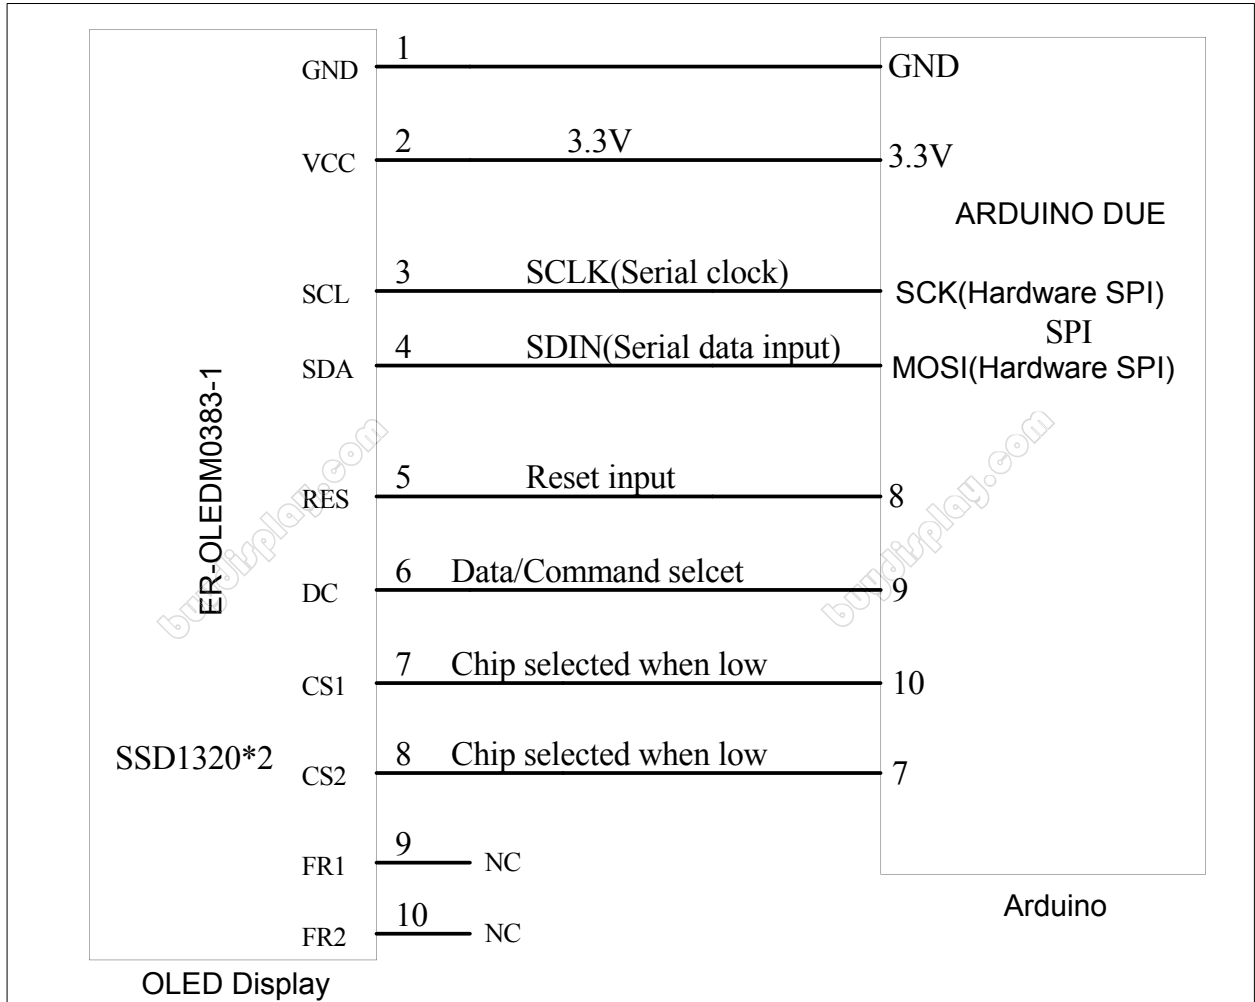 1
GND
GND
2
3.3V
VCC
3.3V
ARDUINO DUE
3
SCLK(Serial clock)
SCL
SCK(Hardware SPI)
SPI
4
SDIN(Serial data input)
SDA
MOSI(Hardware SPI)
ER-OLEDM0383-1
buydisplay.com
buydisplay.com
5
Reset input
RES
8
6
Data/Command selcet
DC
9
7
Chip selected when low
CS1
10
SSD1320*2
8
Chip selected when low
CS2
7
9
FR1
NC
10
FR2
NC
Arduino
OLED Display